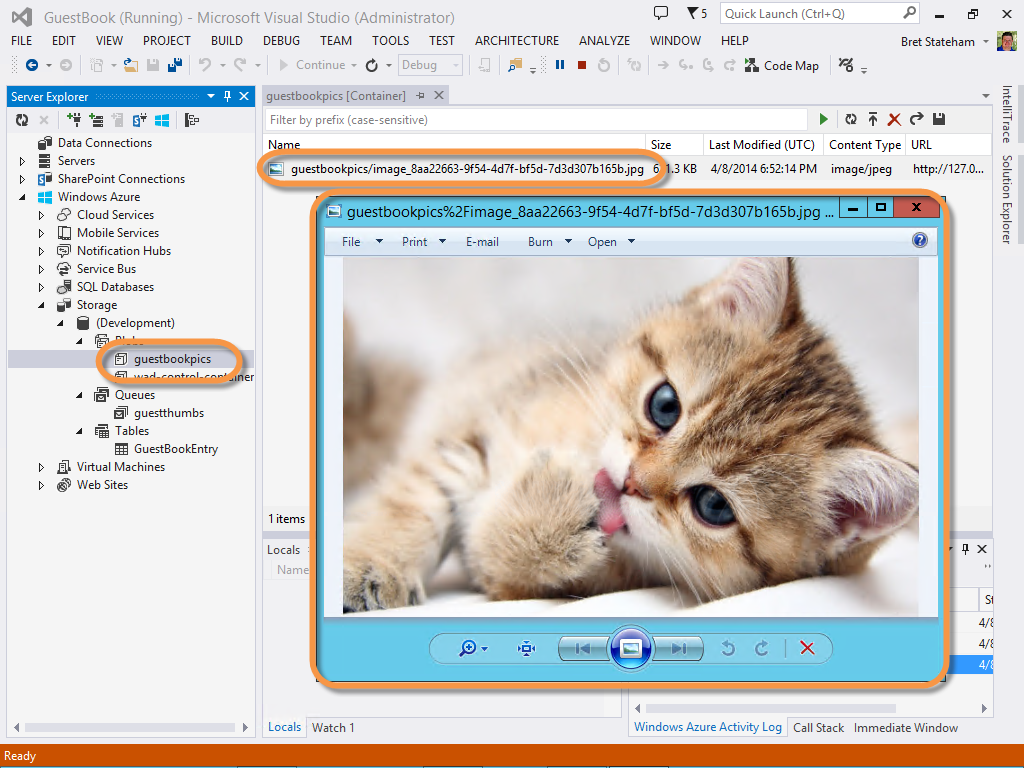 GuestBook (Running) - Microsoft Visual Studio (Administrator)
5
Quick Launch (Ctrl+Q)
FILE EDIT VIEW PROJECT BUILD DEBUG TEAM TOOLS TEST ARCHITECTURE ANALYZE WINDOW HELP
Bret Stateham
Continue
Debug
Code Map
Server Explorer
guestbookpics [Container]
Filter by prefix (case-sensitive)
Name Size Last Modified (UTC) Content Type URL
guestbookpics/image_8aa22663-9f54-4d7f-bf5d-7d3d307b165b.jpg 1.3 KB 4/8/2014 6:52:14 PM image/jpeg http://127.0...
Data Connections
Servers
SharePoint Connections
Windows Azure
Cloud Services
Mobile Services
Notification Hubs
Service Bus
SQL Databases
Storage
(Development)
guestbookpics
wad-control-container
Queues
guestthumbs
Tables
GuestBookEntry
Virtual Machines
Web Sites
guestbookpics%2Fimage_8aa22663-9f54-4d7f-bf5d-7d3d307b165b.jpg ...
File Print E-mail Burn Open
1 items
Locals
Name
4/8
4/8
4/8
Locals Watch 1
Windows Azure Activity Log Call Stack Immediate Window
IntelliTrace
Solution Explorer
Ready